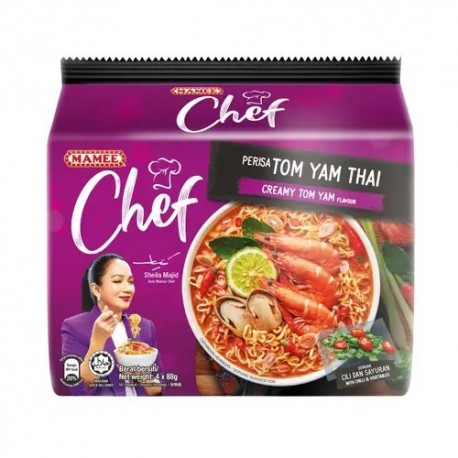 MAMEE
Chef
MAMEE
Chef
PERISA TOM YAM THAI
CREAMY TOM YAM FLAVOUR
Sheila Majid
Berat bersih/
Net weight: 4 x 88g
DENGAN
CILI DAN SAYURAN
WITH CHILLI & VEGETABLES